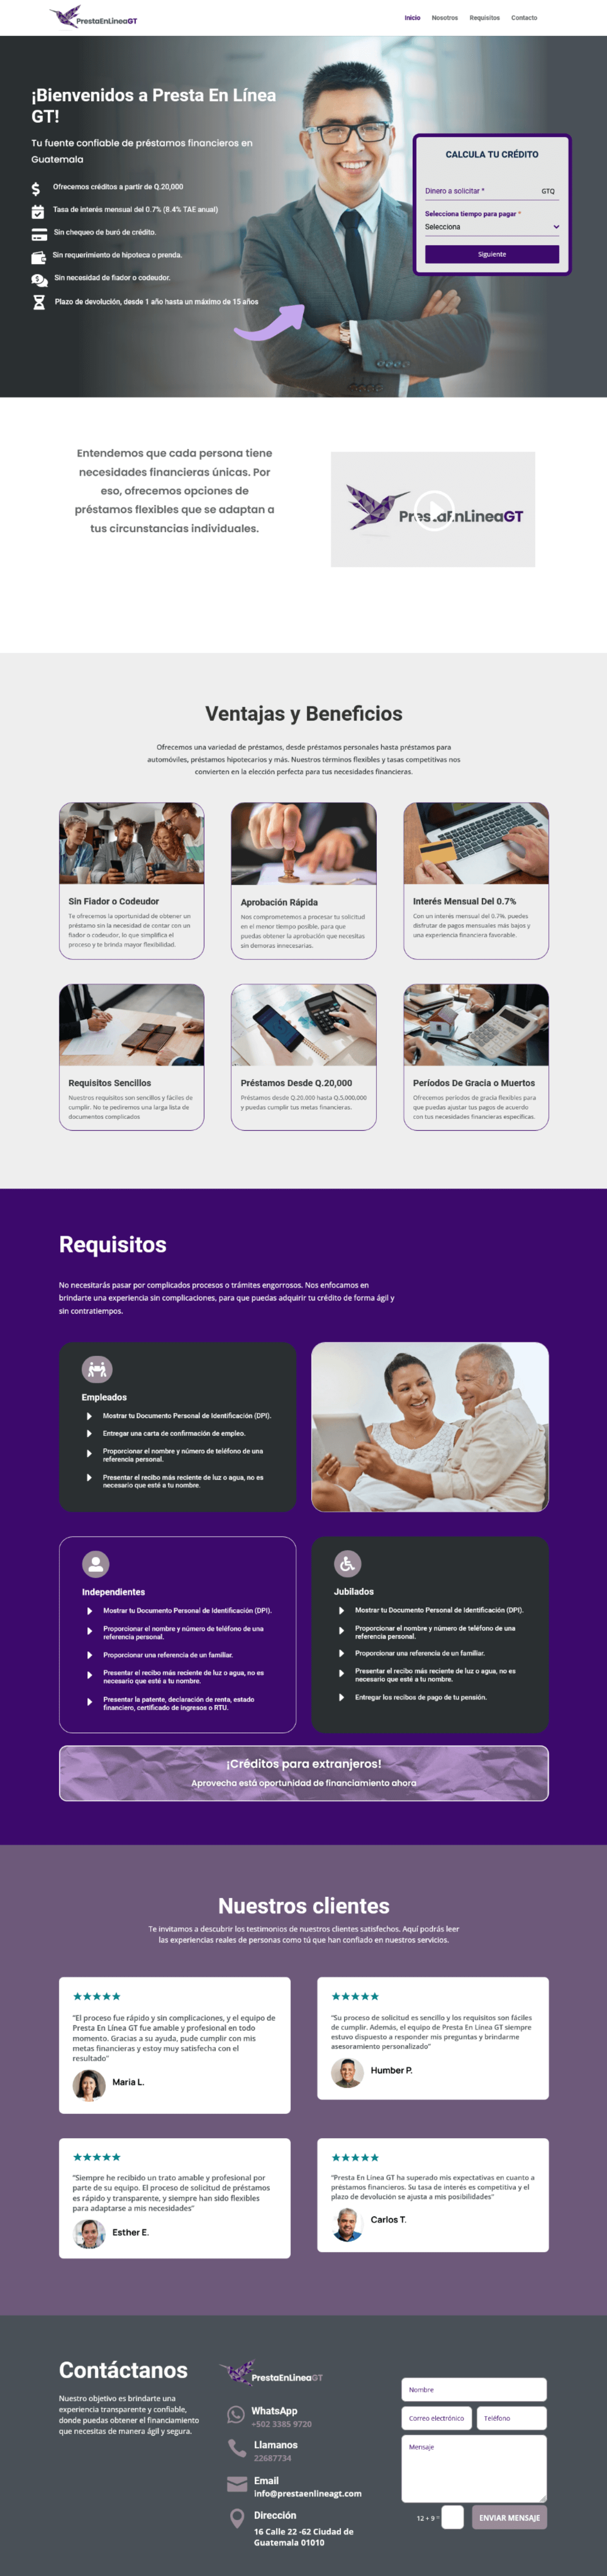 PrestaEnLineaGT
Inicio
Nosotros
Requisitos
Contacto
¡Bienvenidos a Presta En Línea
GT!
Tu fuente confiable de préstamos financieros en
Guatemala
Ofrecemos créditos a partir de Q.20,000
Tasa de interés mensual del 0.7% (8.4% TAE anual)
Sin chequeo de buró de crédito.
Sin requerimiento de hipoteca o prenda.
Sin necesidad de fiador o codeudor.
Plazo de devolución, desde 1 año hasta un máximo de 15 años
CALCULA TU CRÉDITO
Dinero a solicitar *
GTQ
Selecciona tiempo para pagar *
Selecciona
Siguiente
Entendemos que cada persona tiene
necesidades financieras únicas. Por
eso, ofrecemos opciones de
préstamos flexibles que se adaptan a
tus circunstancias individuales.
PrestaEnLineaGT
Ventajas y Beneficios
Ofrecemos una variedad de préstamos, desde préstamos personales hasta préstamos para
automóviles, préstamos hipotecarios y más. Nuestros términos flexibles y tasas competitivas nos
convierten en la elección perfecta para tus necesidades financieras.
Sin Fiador o Codeudor
Te ofrecemos la oportunidad de obtener un
préstamo sin la necesidad de contar con un
fiador o codeudor, lo que simplifica el
proceso y te brinda mayor flexibilidad.
Aprobación Rápida
Nos comprometemos a procesar tu solicitud
en el menor tiempo posible, para que
puedas obtener la aprobación que necesitas
sin demoras innecesarias.
Interés Mensual Del 0.7%
Con un interés mensual del 0.7%, puedes
disfrutar de pagos mensuales más bajos y
una experiencia financiera favorable.
Requisitos Sencillos
Nuestros requisitos son sencillos y fáciles de
cumplir. No te pediremos una larga lista de
documentos complicados
Préstamos Desde Q.20,000
Préstamos desde Q.20.000 hasta Q.5,000,000
y puedas cumplir tus metas financieras.
Períodos De Gracia o Muertos
Ofrecemos períodos de gracia flexibles para
que puedas ajustar tus pagos de acuerdo
con tus necesidades financieras específicas.
Requisitos
No necesitarás pasar por complicados procesos o trámites engorrosos. Nos enfocamos en
brindarte una experiencia sin complicaciones, para que puedas adquirir tu crédito de forma ágil y
sin contratiempos.
Empleados
Mostrar tu Documento Personal de Identificación (DPI).
Entregar una carta de confirmación de empleo.
Proporcionar el nombre y número de teléfono de una
referencia personal.
Presentar el recibo más reciente de luz o agua, no es
necesario que esté a tu nombre.
Independientes
Mostrar tu Documento Personal de Identificación (DPI).
Proporcionar el nombre y número de teléfono de una
referencia personal.
Proporcionar una referencia de un familiar.
Presentar el recibo más reciente de luz o agua, no es
necesario que esté a tu nombre.
Presentar la patente, declaración de renta, estado
financiero, certificado de ingresos o RTU.
Jubilados
Mostrar tu Documento Personal de Identificación (DPI).
Proporcionar el nombre y número de teléfono de una
referencia personal.
Proporcionar una referencia de un familiar.
Presentar el recibo más reciente de luz o agua, no es
necesario que esté a tu nombre.
Entregar los recibos de pago de tu pensión.
¡Créditos para extranjeros!
Aprovecha está oportunidad de financiamiento ahora
Nuestros clientes
Te invitamos a descubrir los testimonios de nuestros clientes satisfechos. Aquí podrás leer
las experiencias reales de personas como tú que han confiado en nuestros servicios.
"El proceso fue rápido y sin complicaciones, y el equipo de
Presta En Línea GT fue amable y profesional en todo
momento. Gracias a su ayuda, pude cumplir con mis
metas financieras y estoy muy satisfecha con el
resultado"
Maria L.
"Su proceso de solicitud es sencillo y los requisitos son fáciles
de cumplir. Además, el equipo de Presta En Línea GT siempre
estuvo dispuesto a responder mis preguntas y brindarme
asesoramiento personalizado"
Humber P.
"Siempre he recibido un trato amable y profesional por
parte de su equipo. El proceso de solicitud de préstamos
es rápido y transparente, y siempre han sido flexibles
para adaptarse a mis necesidades"
Esther E.
"Presta En Línea GT ha superado mis expectativas en cuanto a
préstamos financieros. Su tasa de interés es competitiva y el
plazo de devolución se ajusta a mis posibilidades"
Carlos T.
Contáctanos
Nuestro objetivo es brindarte una
experiencia transparente y confiable,
donde puedas obtener el financiamiento
que necesitas de manera ágil y segura.
PrestaEnLineaGT
WhatsApp
+502 3385 9720
Llamanos
22687734
Email
info@prestaenlineagt.com
Dirección
16 Calle 22 -62 Ciudad de
Guatemala 01010
Nombre
Correo electrónico
Teléfono
Mensaje
12 + 9 =
ENVIAR MENSAJE